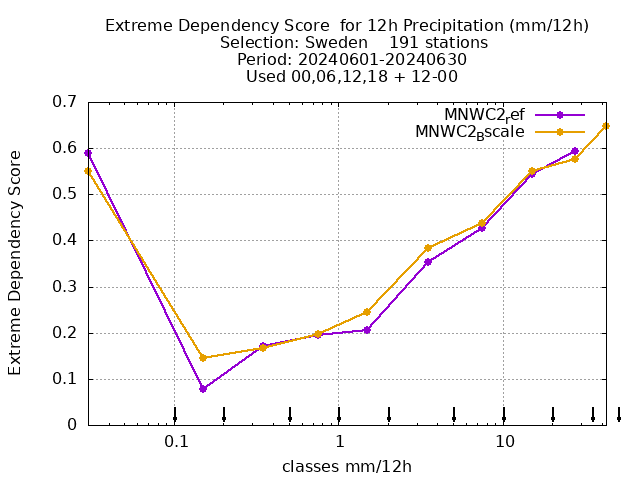 Extreme Dependency Score  for 12h Precipitation (mm/12h)
Selection: Sweden    191 stations
Period: 20240601-20240630
Used 00,06,12,18 + 12-00
MNWC2ref
MNWC2Bscale
0.7
0.6
0.5
0.4
0.3
0.2
0.1
0
Extreme Dependency Score
0.1
1
10
classes mm/12h